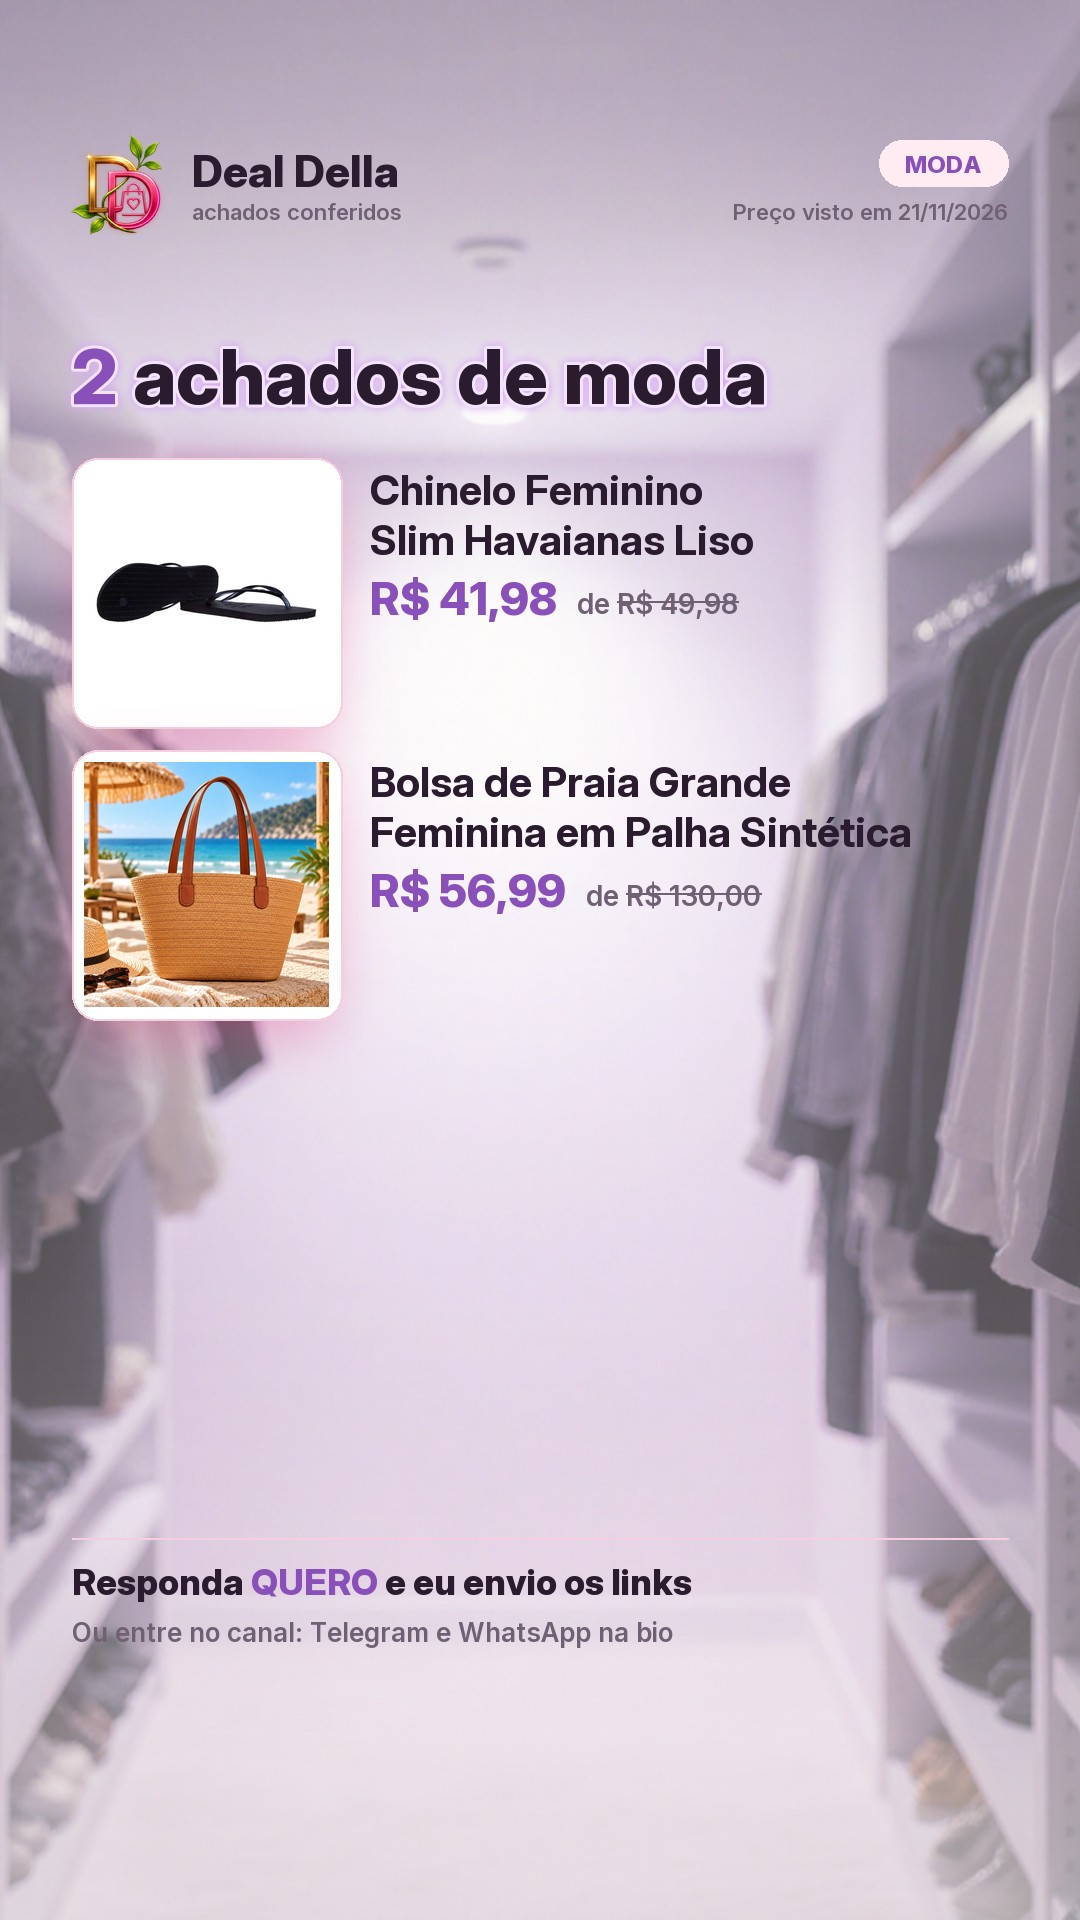 Deal Della
achados conferidos
MODA
Preço visto em 21/11/2026
2 achados de moda
Chinelo Feminino
Slim Havaianas Liso
R$ 41,98 de R$ 49,98
Bolsa de Praia Grande
Feminina em Palha Sintética
R$ 56,99 de R$ 130,00
Responda QUERO e eu envio os links
Ou entre no canal: Telegram e WhatsApp na bio